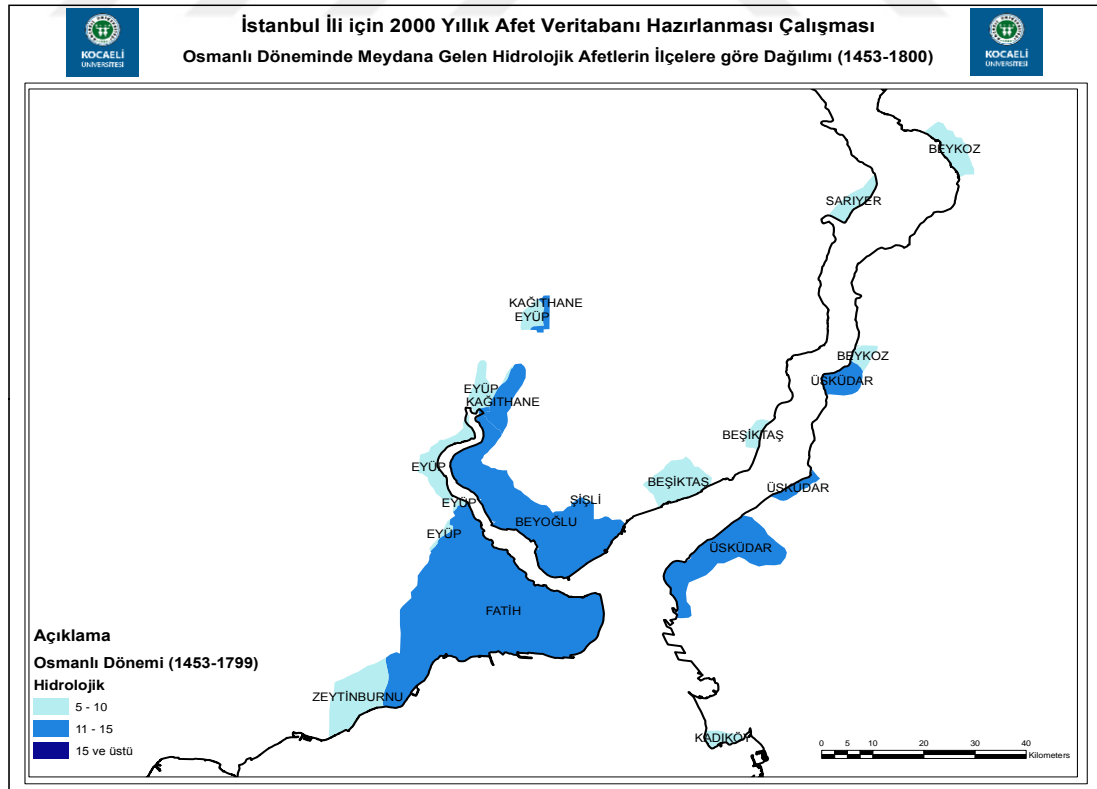 İstanbul İli için 2000 Yıllık Afet Veritabanı Hazırlanması Çalışması
Osmanlı Döneminde Meydana Gelen Hidrolojik Afetlerin İlçelere göre Dağılımı (1453-1800)
KOCAELİ
ÜNİVERSİTESİ
KOCAELİ
ÜNİVERSİTESİ
BEYKOZ
SARIYER
KAĞITHANE
EYÜP
BEYKOZ
ÜSKÜDAR
EYÜP
KAĞITHANE
BEŞİKTAŞ
EYÜP
BEŞİKTAŞ
ÜSKÜDAR
ŞİŞLİ
EYÜP
BEYOĞLU
EYÜP
ÜSKÜDAR
FATİH
ZEYTİNBURNU
KADIKÖY
Açıklama
Osmanlı Dönemi (1453-1799)
Hidrolojik
5 - 10
11 - 15
15 ve üstü
0 5 10 20 30 40
Kilometers